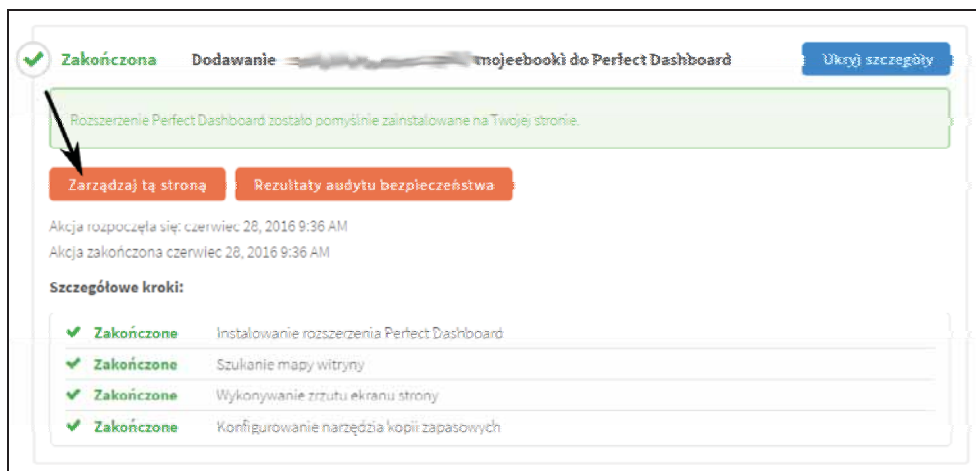 Zakończona Dodawanie mojeebooki do Perfect Dashboard Ukryj szczegóły
Rozszerzenie Perfect Dashboard zostało pomyślnie zainstalowane na Twojej stronie.
Zarządzaj tą stroną Rezultaty audytu bezpieczeństwa
Akcja rozpoczęła się: czerwiec 28, 2016 9:36 AM
Akcja zakończona czerwiec 28, 2016 9:36 AM
Szczegółowe kroki:
Zakończone Instalowanie rozszerzenia Perfect Dashboard
Zakończone Szukanie mapy witryny
Zakończone Wykonywanie zrzutu ekranu strony
Zakończone Konfigurowanie narzędzia kopii zapasowych